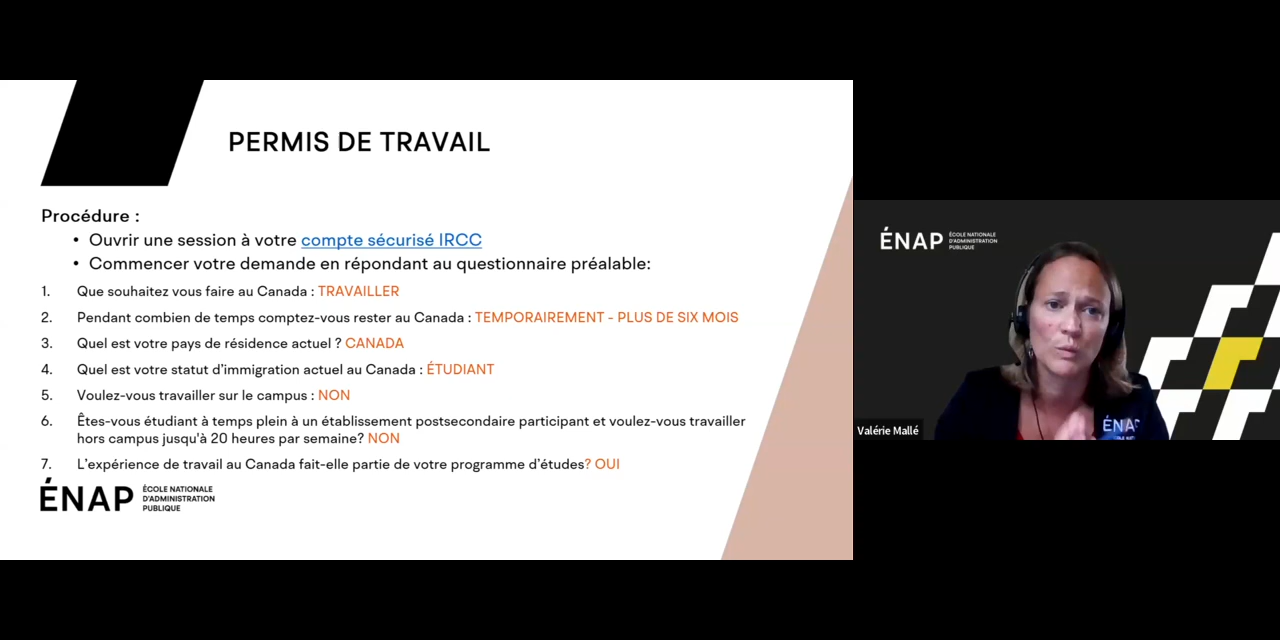 PERMIS DE TRAVAIL
Procédure :
• Ouvrir une session à votre compte sécurisé IRCC
• Commencer votre demande en répondant au questionnaire préalable:
1. Que souhaitez vous faire au Canada : TRAVAILLER
2. Pendant combien de temps comptez-vous rester au Canada : TEMPORAIREMENT - PLUS DE SIX MOIS
3. Quel est votre pays de résidence actuel ? CANADA
4. Quel est votre statut d'immigration actuel au Canada : ÉTUDIANT
5. Voulez-vous travailler sur le campus : NON
6. Êtes-vous étudiant à temps plein à un établissement postsecondaire participant et voulez-vous travailler
hors campus jusqu'à 20 heures par semaine? NON
7. L'expérience de travail au Canada fait-elle partie de votre programme d'études? OUI
ÉNAP
ÉCOLE NATIONALE
D'ADMINISTRATION
PUBLIQUE
ÉNAP
ÉCOLE NATIONALE
D'ADMINISTRATION
PUBLIQUE
ÉNAP
Valérie Mallé